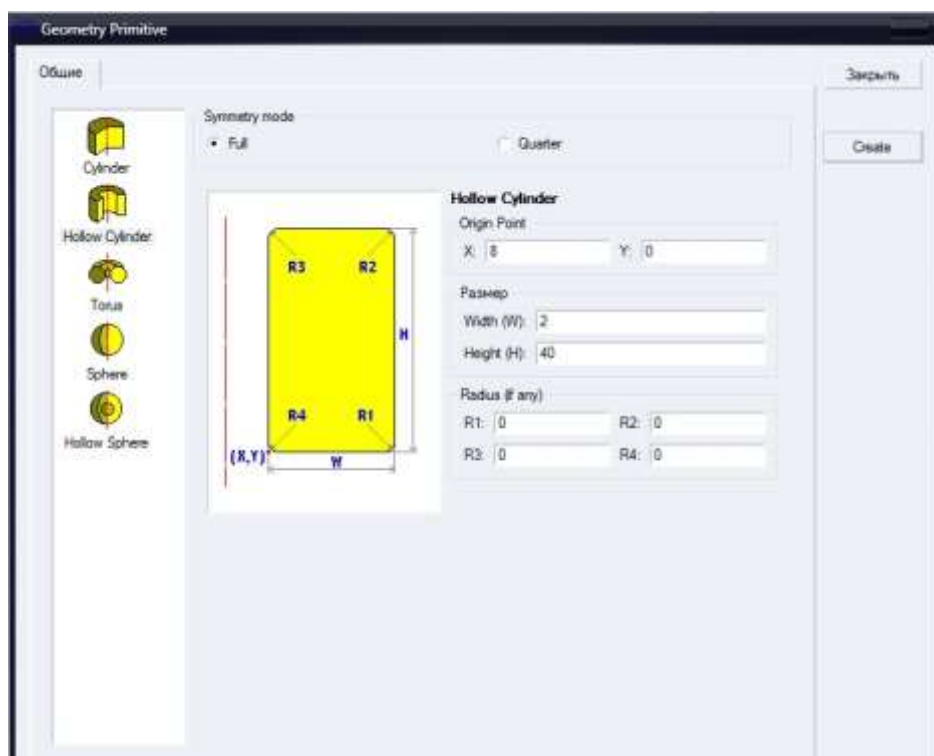 Geometry Primitive
Общие
Закрыть
Create
Cylinder
Hollow Cylinder
Torus
Sphere
Hollow Sphere
Symmetry mode
Full
Quarter
R3 R2
H
R4 R1
(X,Y)
W
Hollow Cylinder
Origin Point
X: 8 Y: 0
Размер
Width (W): 2
Height (H): 40
Radius (if any)
R1: 0 R2: 0
R3: 0 R4: 0